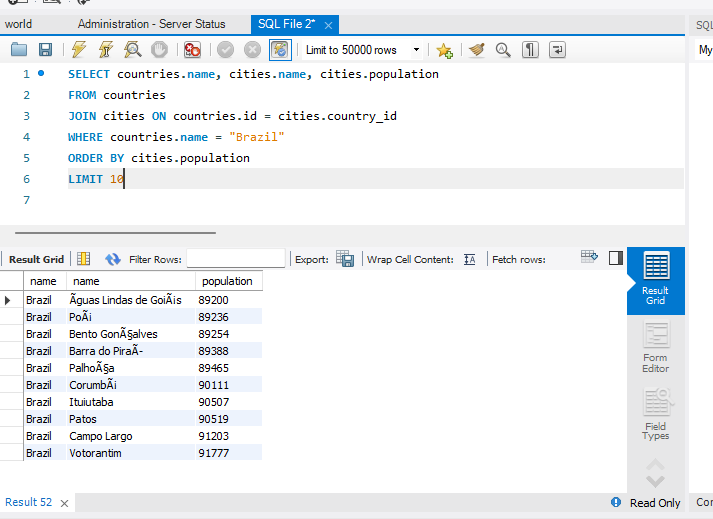 world Administration - Server Status SQL File 2* SQL
Limit to 50000 rows My
1 SELECT countries.name, cities.name, cities.population
2 FROM countries
3 JOIN cities ON countries.id = cities.country_id
4 WHERE countries.name = "Brazil"
5 ORDER BY cities.population
6 LIMIT 10
7
Result Grid Filter Rows: Export: Wrap Cell Content: Fetch rows:
name name population
Brazil Ãguas Lindas de GoiÃ¡s 89200
Brazil PoÃ¡ 89236
Brazil Bento GonÃ§alves 89254
Brazil Barra do PiraÃ- 89388
Brazil PalhoÃ§a 89465
Brazil CorumbÃ¡ 90111
Brazil Ituiutaba 90507
Brazil Patos 90519
Brazil Campo Largo 91203
Brazil Votorantim 91777
Result
Grid
Form
Editor
Field
Types
Result 52 Read Only Con